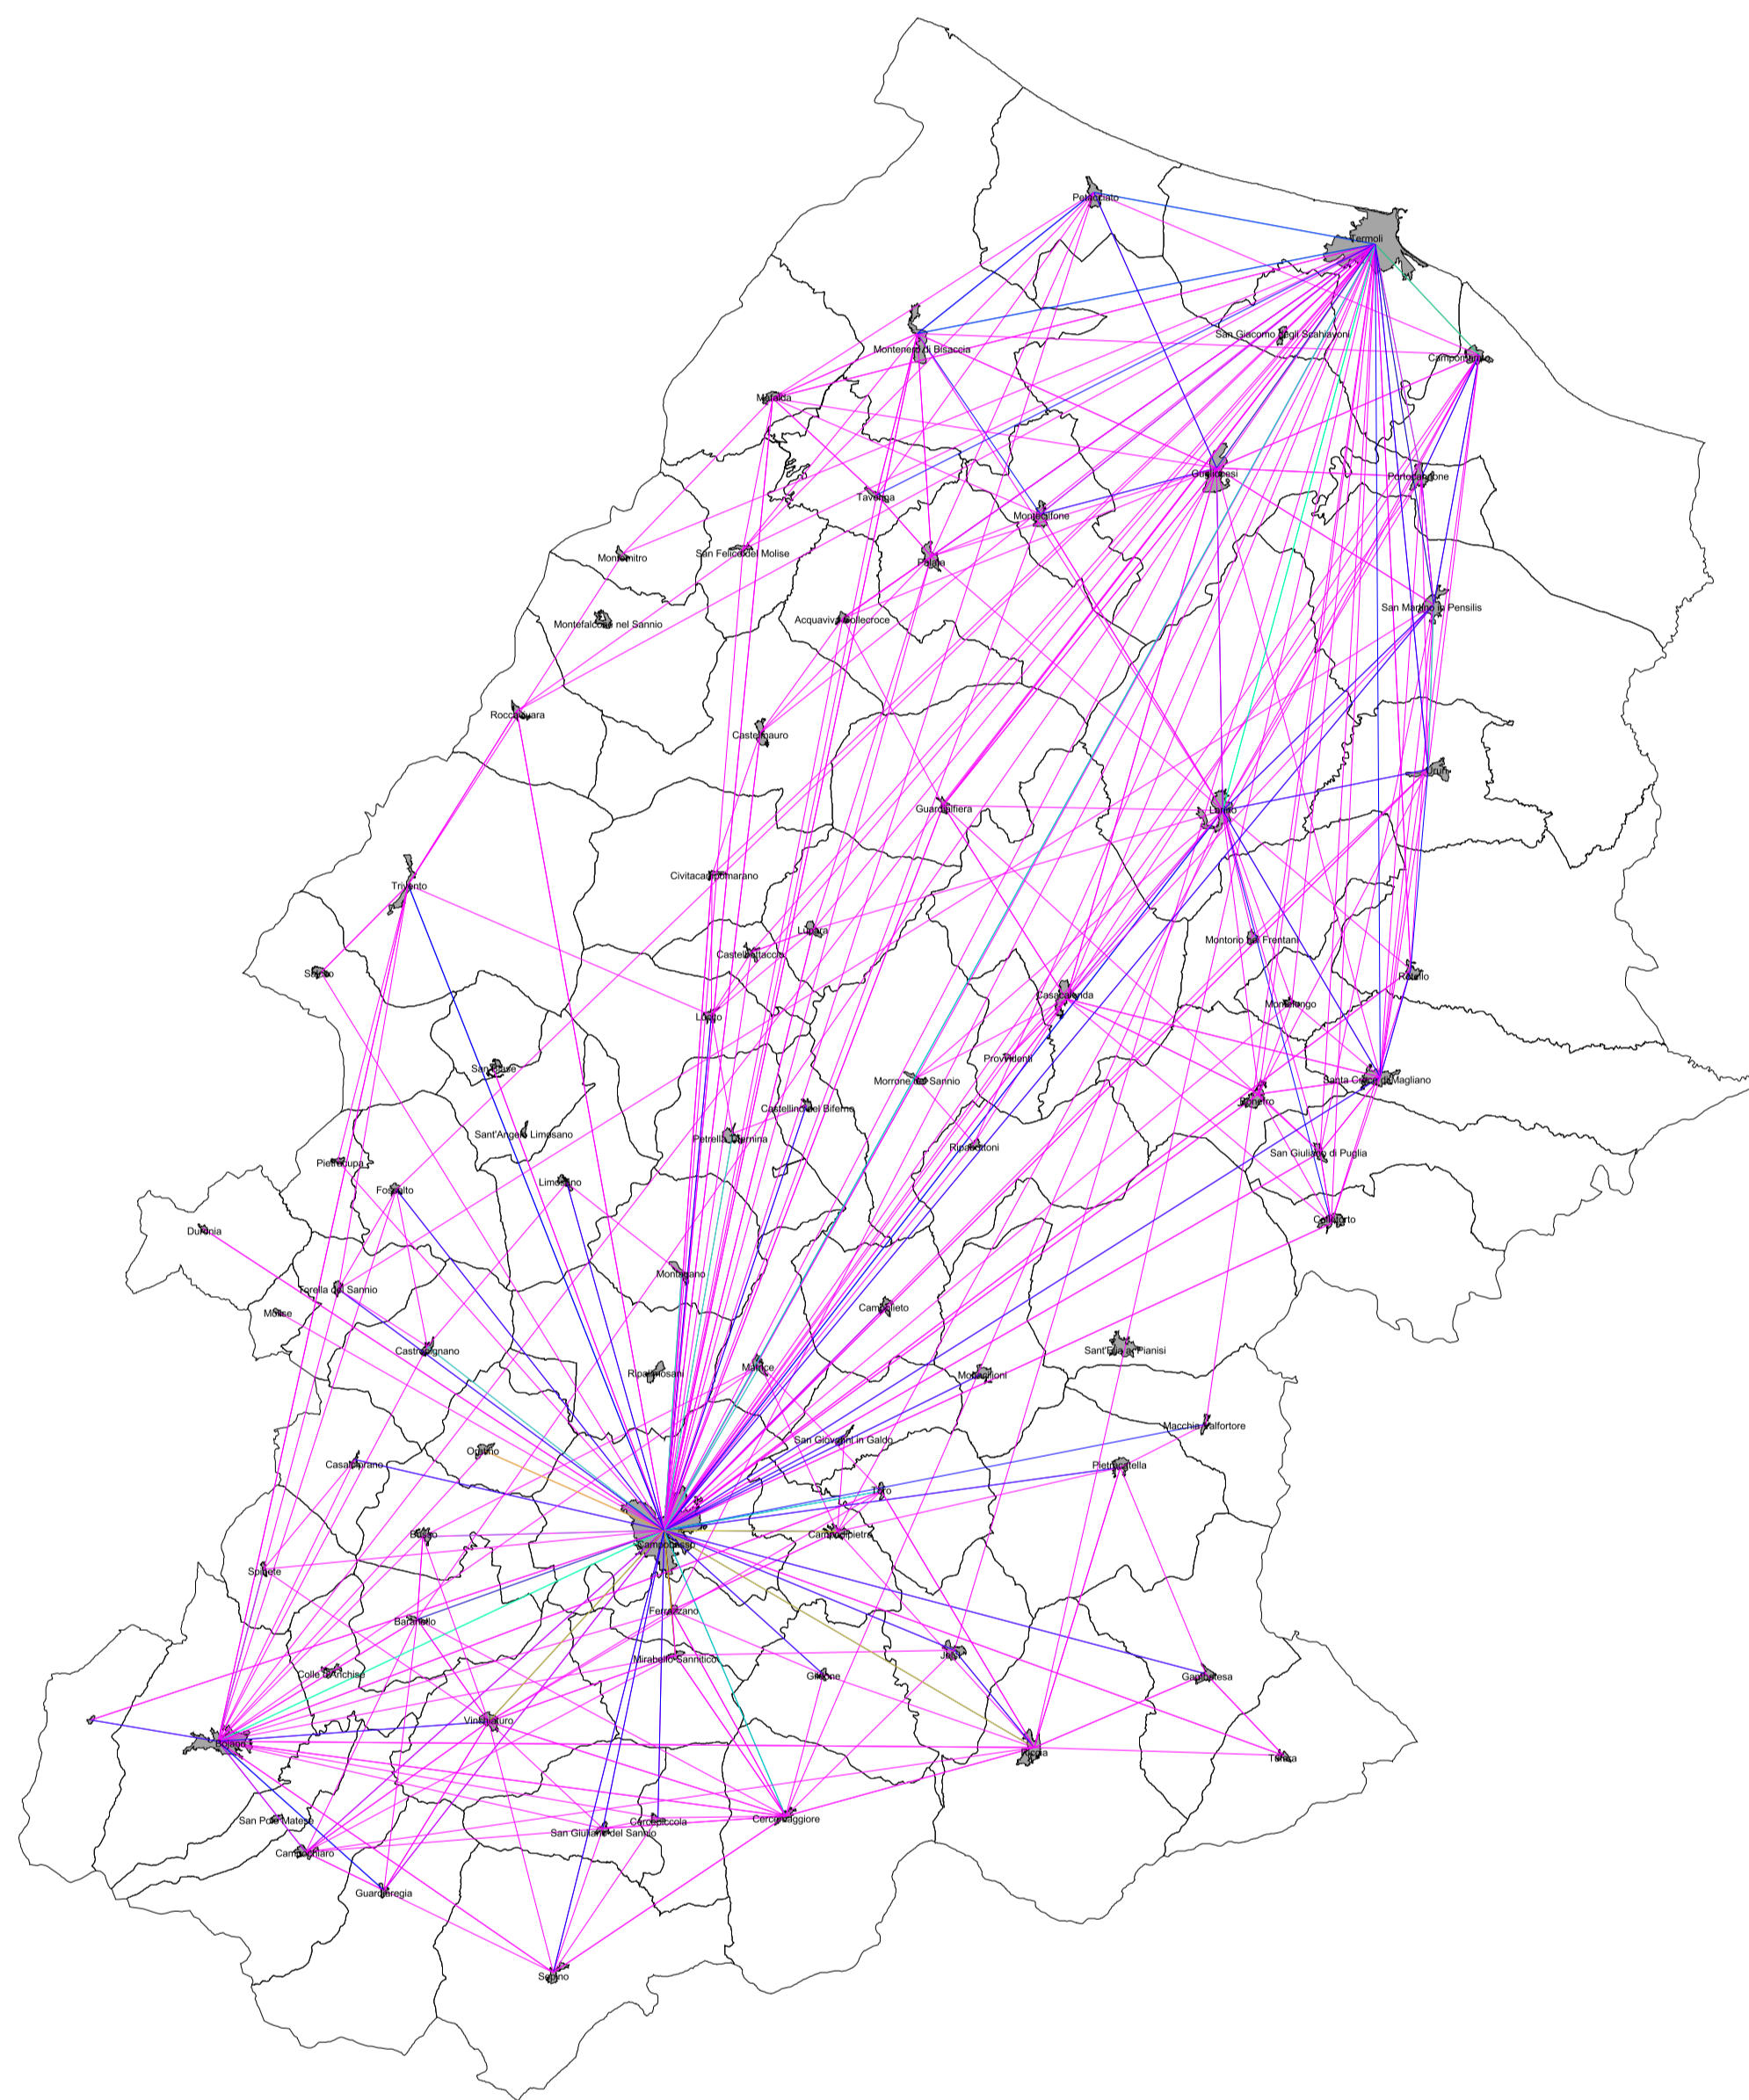 Petacciato
Termoli
San Giacomo degli Schiavoni
Montenero di Bisaccia
Campomarino
Mafalda
Guglionesi
Portocannone
Tavenna
Montecilfone
Montemitro
San Felice del Molise
Palata
San Martino in Pensilis
Acquaviva Collecroce
Montefalcone nel Sannio
Roccavivara
Castelmauro
Ururi
Guardialfiera
Larino
Civitacampomarano
Trivento
Lupara
Montorio nei Frentani
Castelbottaccio
Salcito
Rotello
Casacalenda
Montelongo
Lucito
Provvidenti
San Biase
Morrone del Sannio
Santa Croce di Magliano
Bonefro
Castellino del Biferno
Sant'Angelo Limosano
Petrella Tifernina
Ripabottoni
San Giuliano di Puglia
Pietracupa
Limosano
Fossalto
Colletorto
Duronia
Montagano
Torella del Sannio
Molise
Campolieto
Castropignano
Sant'Elia a Pianisi
Matrice
Ripalimosani
Monacilioni
Macchia Valfortore
San Giovanni in Galdo
Oratino
Casalciprano
Pietracatella
Toro
Busso
Campodipietra
Campobasso
Spinete
Ferrazzano
Baranello
Mirabello Sannitico
Jelsi
Colle d'Anchise
Gildone
Gambatesa
Vinchiaturo
Bojano
Riccia
Tufara
San Polo Matese
Cercepiccola
Cercemaggiore
San Giuliano del Sannio
Campochiaro
Guardiaregia
Sepino